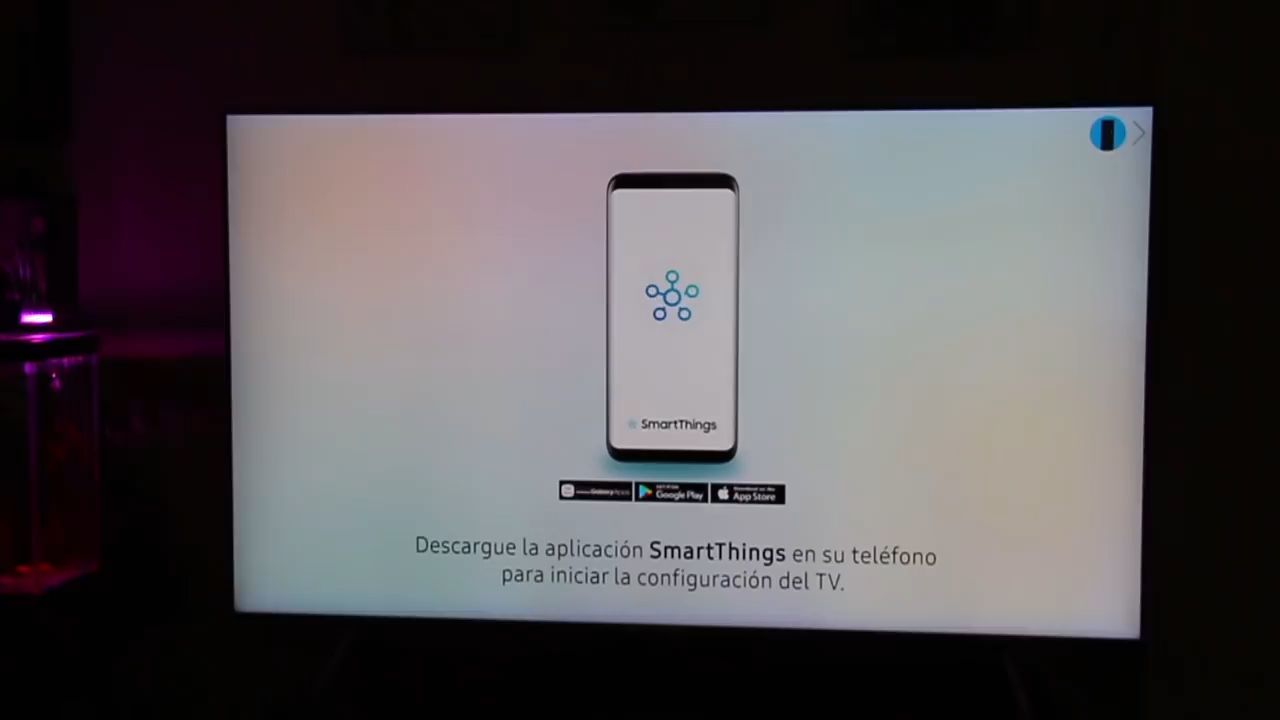 SmartThings
Google Play
App Store
Descargue la aplicación SmartThings en su teléfono
para iniciar la configuración del TV.